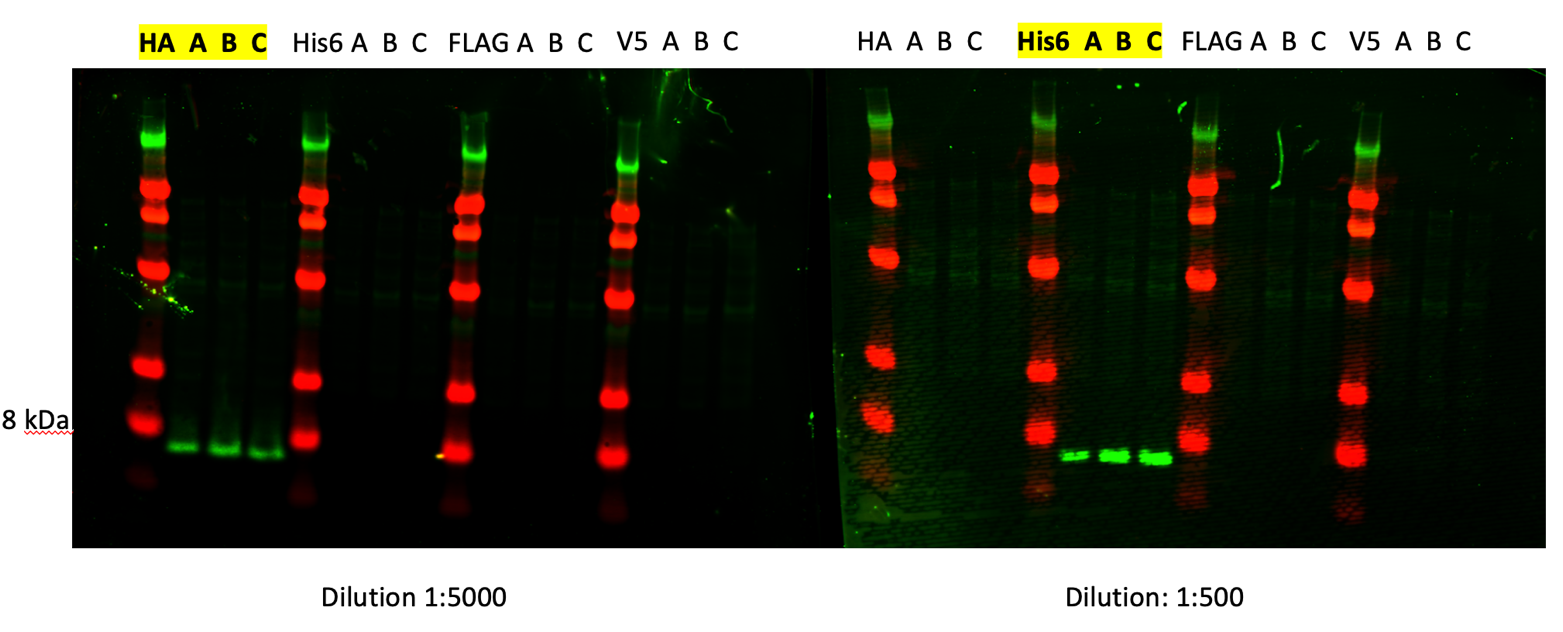 HA A B C His6 A B C FLAG A B C V5 A B C HA A B C His6 A B C FLAG A B C V5 A B C
8 kDa
Dilution 1:5000 Dilution: 1:500